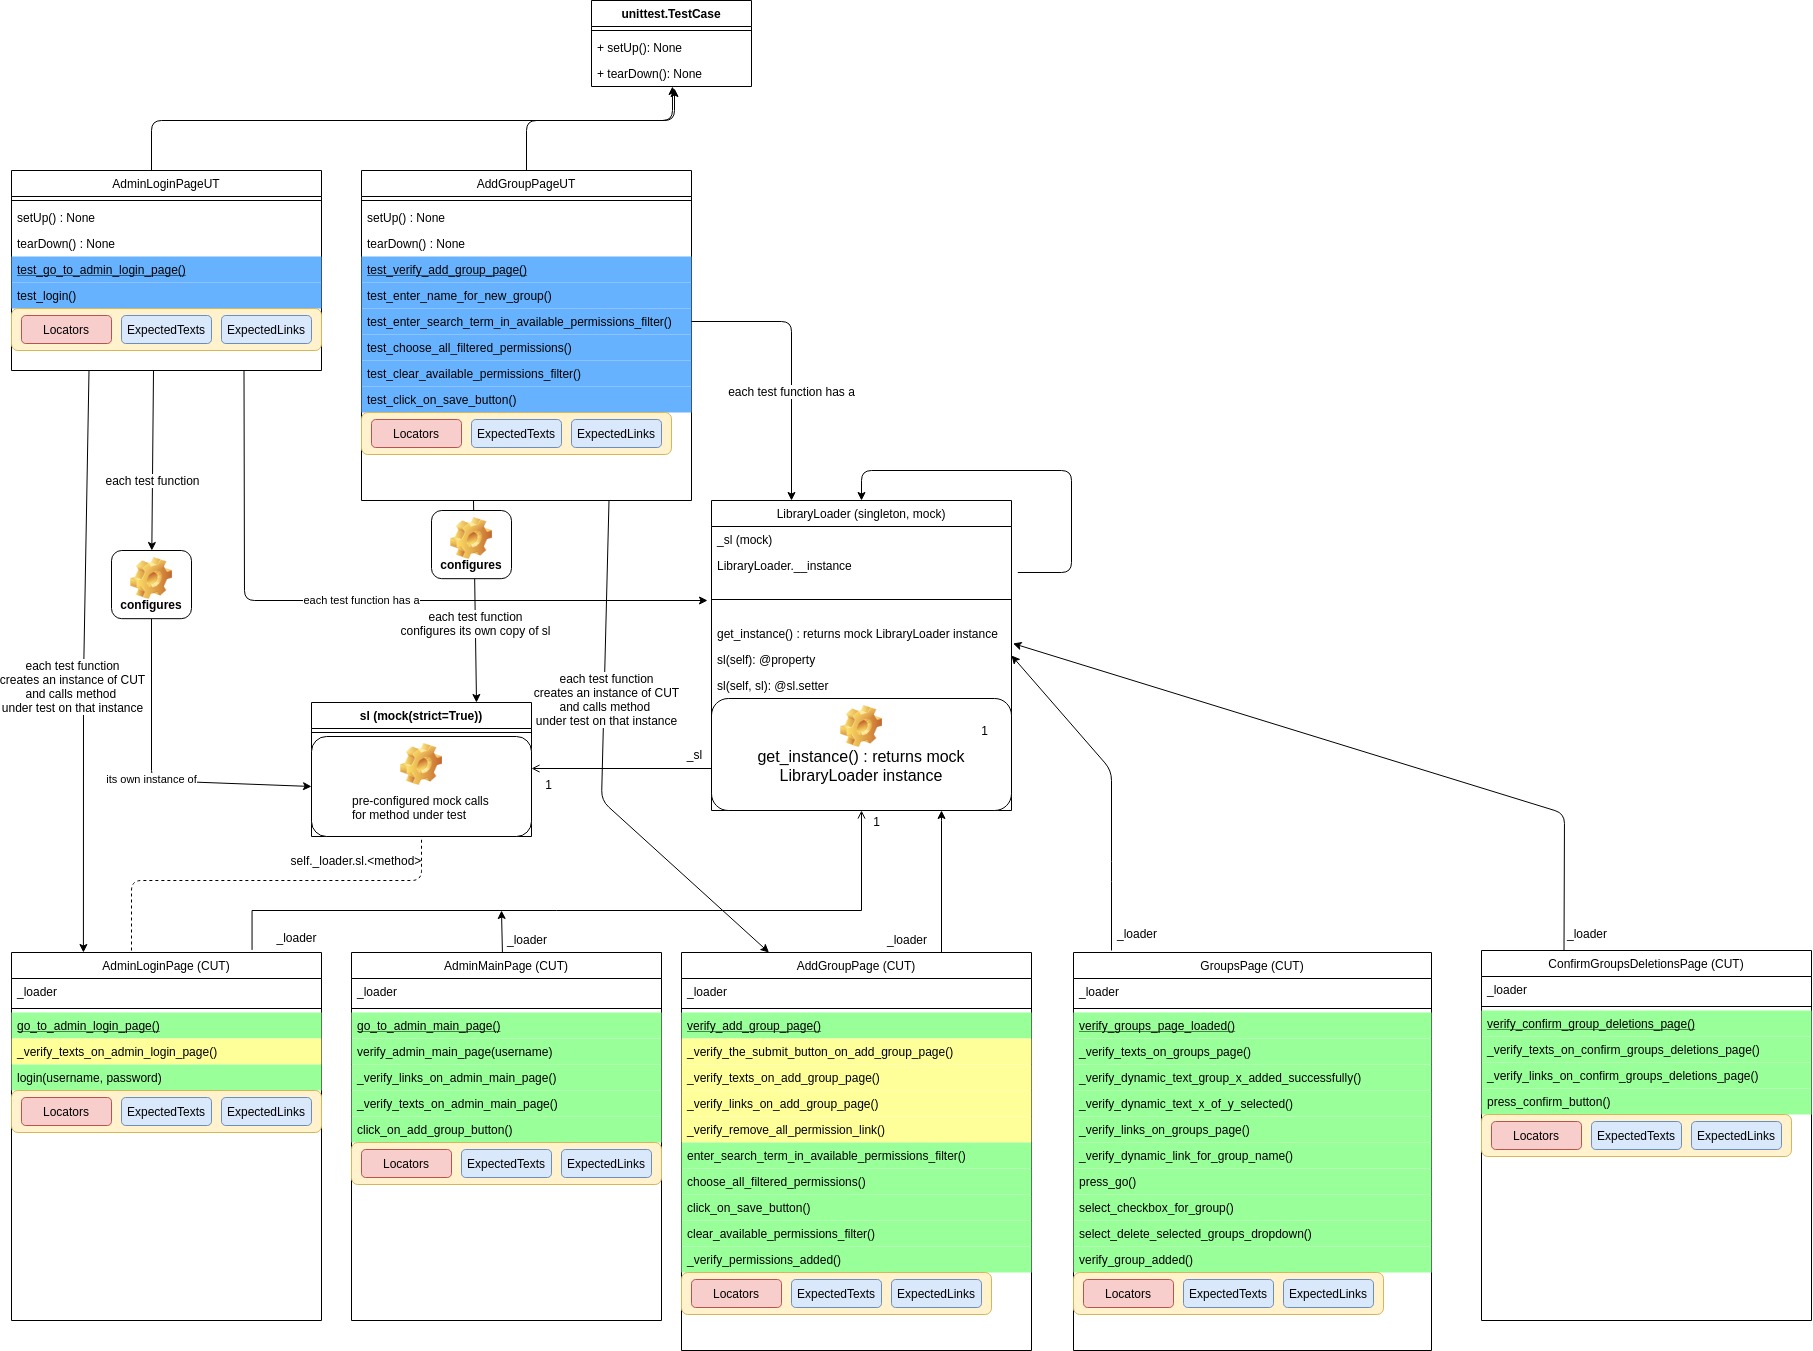 unittest.TestCase
+ setUp(): None
+ tearDown(): None
AdminLoginPageUT
setUp() : None
tearDown() : None
test_go_to_admin_login_page()
test_login()
Locators
ExpectedTexts
ExpectedLinks
AddGroupPageUT
setUp() : None
tearDown() : None
test_verify_add_group_page()
test_enter_name_for_new_group()
test_enter_search_term_in_available_permissions_filter()
test_choose_all_filtered_permissions()
test_clear_available_permissions_filter()
test_click_on_save_button()
Locators
ExpectedTexts
ExpectedLinks
each test function has a
each test function
configures
configures
each test function has a
each test function
configures its own copy of sl
each test function
creates an instance of CUT
and calls method
under test on that instance
each test function
creates an instance of CUT
and calls method
under test on that instance
its own instance of
LibraryLoader (singleton, mock)
_sl (mock)
LibraryLoader.__instance
get_instance() : returns mock LibraryLoader instance
sl(self): @property
sl(self, sl): @sl.setter
1
get_instance() : returns mock
LibraryLoader instance
sl (mock(strict=True))
pre-configured mock calls
for method under test
_sl
1
1
self._loader.sl.<method>
_loader
_loader
_loader
_loader
_loader
AdminLoginPage (CUT)
_loader
go_to_admin_login_page()
_verify_texts_on_admin_login_page()
login(username, password)
Locators
ExpectedTexts
ExpectedLinks
AdminMainPage (CUT)
_loader
go_to_admin_main_page()
verify_admin_main_page(username)
_verify_links_on_admin_main_page()
_verify_texts_on_admin_main_page()
click_on_add_group_button()
Locators
ExpectedTexts
ExpectedLinks
AddGroupPage (CUT)
_loader
verify_add_group_page()
_verify_the_submit_button_on_add_group_page()
_verify_texts_on_add_group_page()
_verify_links_on_add_group_page()
_verify_remove_all_permission_link()
enter_search_term_in_available_permissions_filter()
choose_all_filtered_permissions()
click_on_save_button()
clear_available_permissions_filter()
_verify_permissions_added()
Locators
ExpectedTexts
ExpectedLinks
GroupsPage (CUT)
_loader
verify_groups_page_loaded()
_verify_texts_on_groups_page()
_verify_dynamic_text_group_x_added_successfully()
_verify_dynamic_text_x_of_y_selected()
_verify_links_on_groups_page()
_verify_dynamic_link_for_group_name()
press_go()
select_checkbox_for_group()
select_delete_selected_groups_dropdown()
verify_group_added()
Locators
ExpectedTexts
ExpectedLinks
ConfirmGroupsDeletionsPage (CUT)
_loader
verify_confirm_group_deletions_page()
_verify_texts_on_confirm_groups_deletions_page()
_verify_links_on_confirm_groups_deletions_page()
press_confirm_button()
Locators
ExpectedTexts
ExpectedLinks